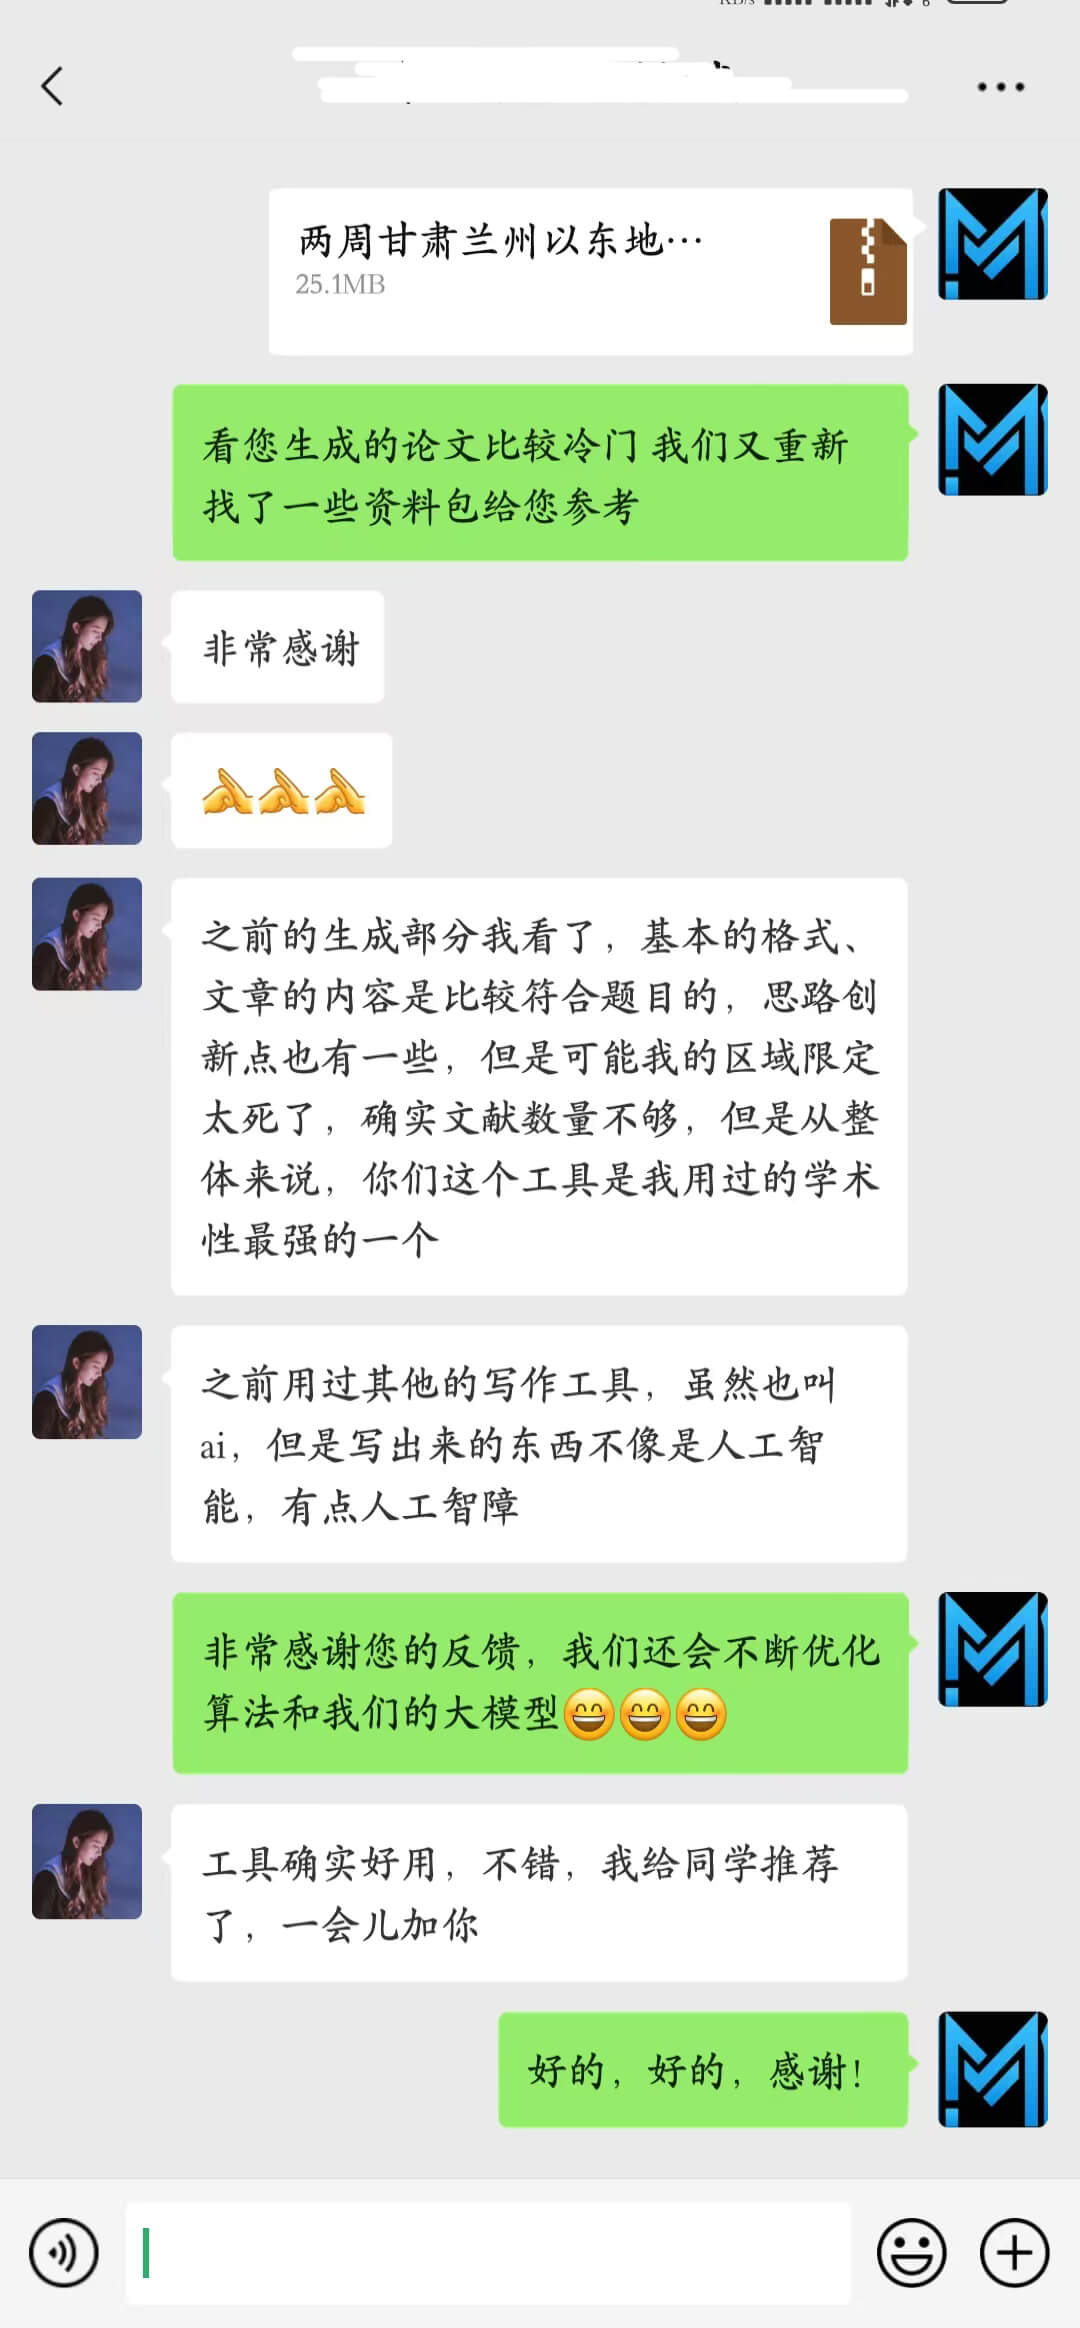 两周甘肃兰州以东地…
25.1MB
看您生成的论文比较冷门 我们又重新
找了一些资料包给您参考
非常感谢
之前的生成部分我看了，基本的格式、
文章的内容是比较符合题目的，思路创
新点也有一些，但是可能我的区域限定
太死了，确实文献数量不够，但是从整
体来说，你们这个工具是我用过的学术
性最强的一个
之前用过其他的写作工具，虽然也叫
ai，但是写出来的东西不像是人工智
能，有点人工智障
非常感谢您的反馈，我们还会不断优化
算法和我们的大模型😄😄😄
工具确实好用，不错，我给同学推荐
了，一会儿加你
好的，好的，感谢！